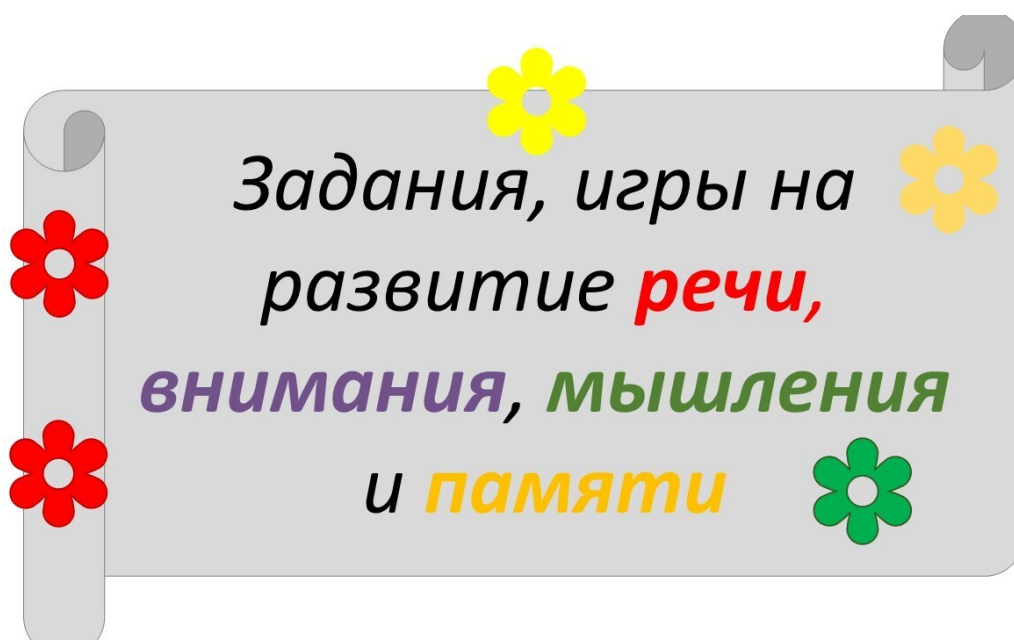 Задания, игры на
развитие речи,
внимания, мышления
и памяти